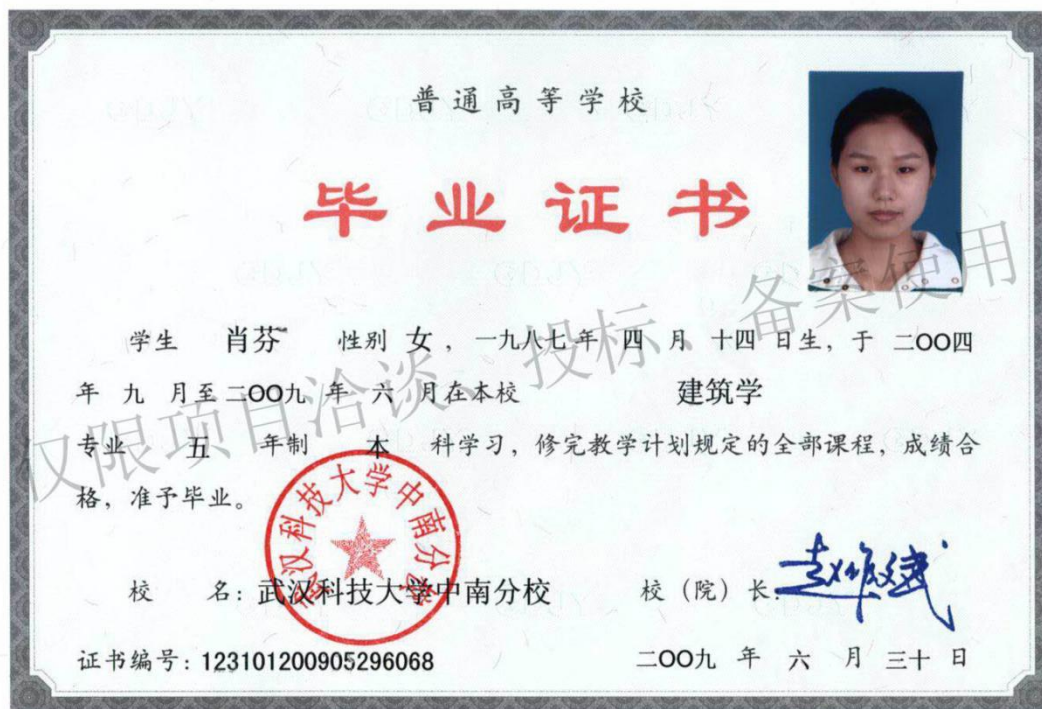 普通高等学校
毕业证书
学生 肖芬 性别 女，一九八七年 四 月 十四 日生，于 二OO四
年 九 月至二OO九 年 六 月在本校 建筑学
专业 五 年制 本 科学习，修完教学计划规定的全部课程，成绩合
格，准予毕业。
武汉科技大学中南分校
校 名：武汉科技大学中南分校 校（院）长：赵作斌
证书编号：123101200905296068 二OO九 年 六 月 三十 日
仅限项目洽谈、投标、备案使用